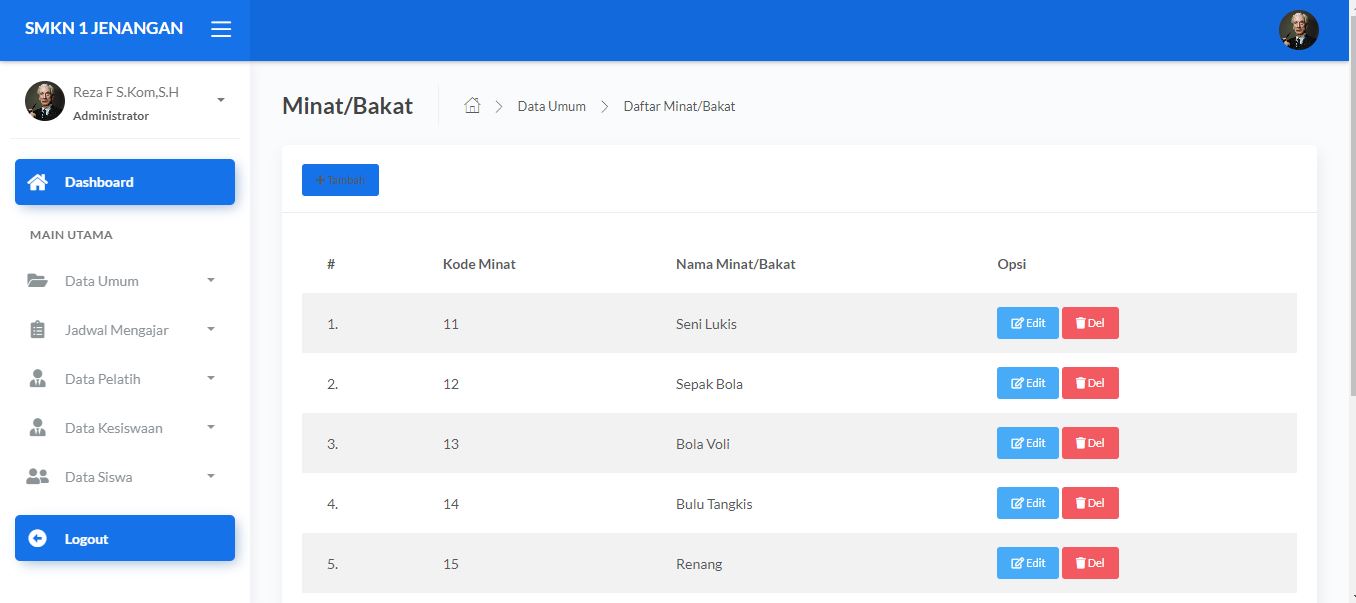 SMKN 1 JENANGAN
Reza F S.Kom,S.H
Administrator
Dashboard
MAIN UTAMA
Data Umum
Jadwal Mengajar
Data Pelatih
Data Kesiswaan
Data Siswa
Logout
Minat/Bakat
Data Umum
Daftar Minat/Bakat
Tambah
# Kode Minat Nama Minat/Bakat Opsi
1. 11 Seni Lukis Edit Del
2. 12 Sepak Bola Edit Del
3. 13 Bola Voli Edit Del
4. 14 Bulu Tangkis Edit Del
5. 15 Renang Edit Del